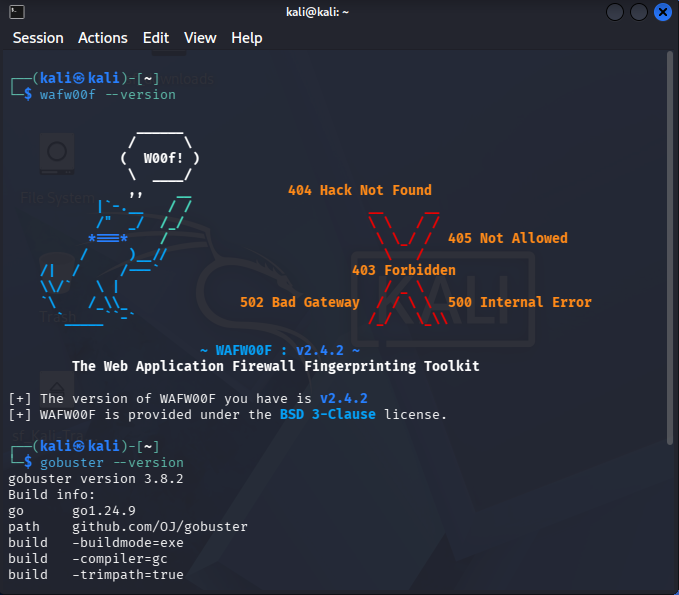 kali@kali: ~
Session Actions Edit View Help
┌──(kali㉿kali)-[~]
└─$ wafw00f --version
W00f!
404 Hack Not Found
405 Not Allowed
403 Forbidden
502 Bad Gateway
500 Internal Error
~ WAFW00F : v2.4.2 ~
The Web Application Firewall Fingerprinting Toolkit
[+] The version of WAFW00F you have is v2.4.2
[+] WAFW00F is provided under the BSD 3-Clause license.
┌──(kali㉿kali)-[~]
└─$ gobuster --version
gobuster version 3.8.2
Build info:
go go1.24.9
path github.com/OJ/gobuster
build -buildmode=exe
build -compiler=gc
build -trimpath=true
File System
Trash
KALI